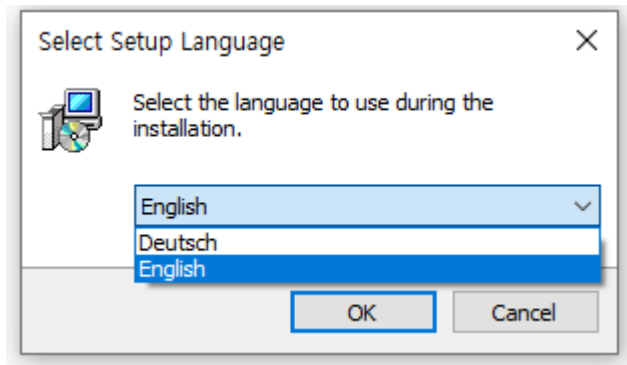 Select Setup Language
Select the language to use during the
installation.
English
Deutsch
English
OK
Cancel